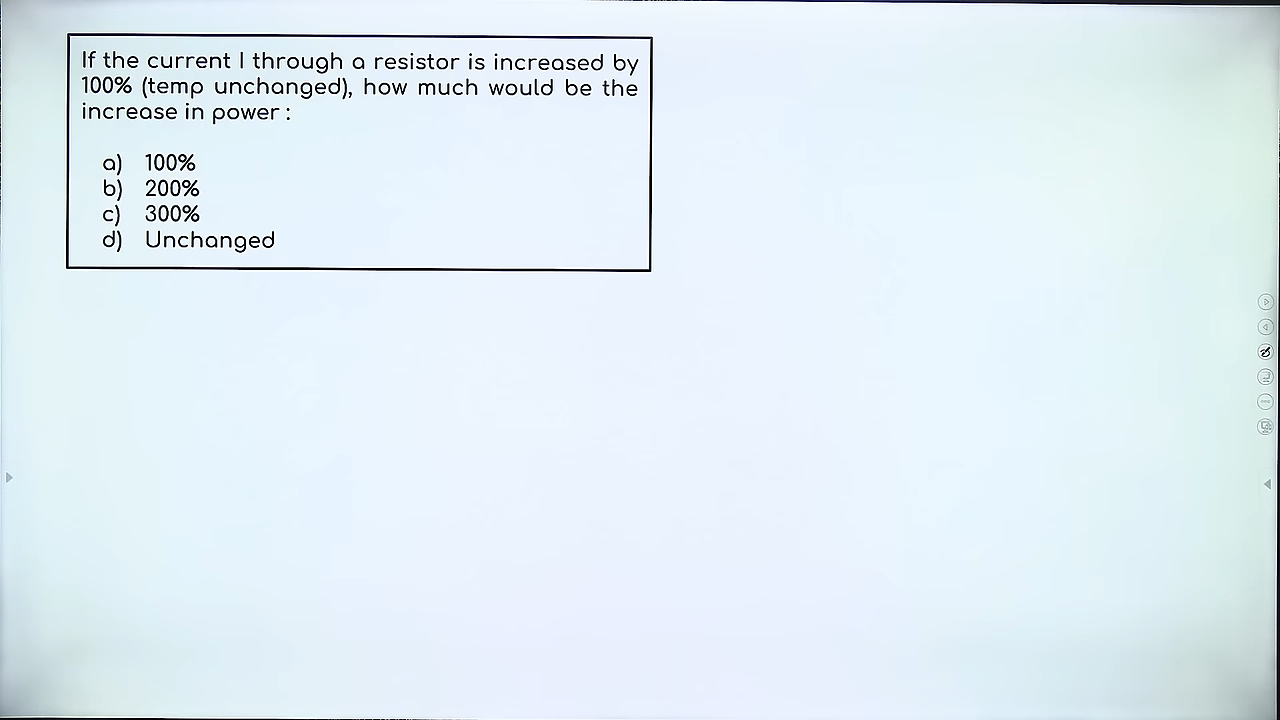 If the current I through a resistor is increased by
100% (temp unchanged), how much would be the
increase in power :
a) 100%
b) 200%
c) 300%
d) Unchanged